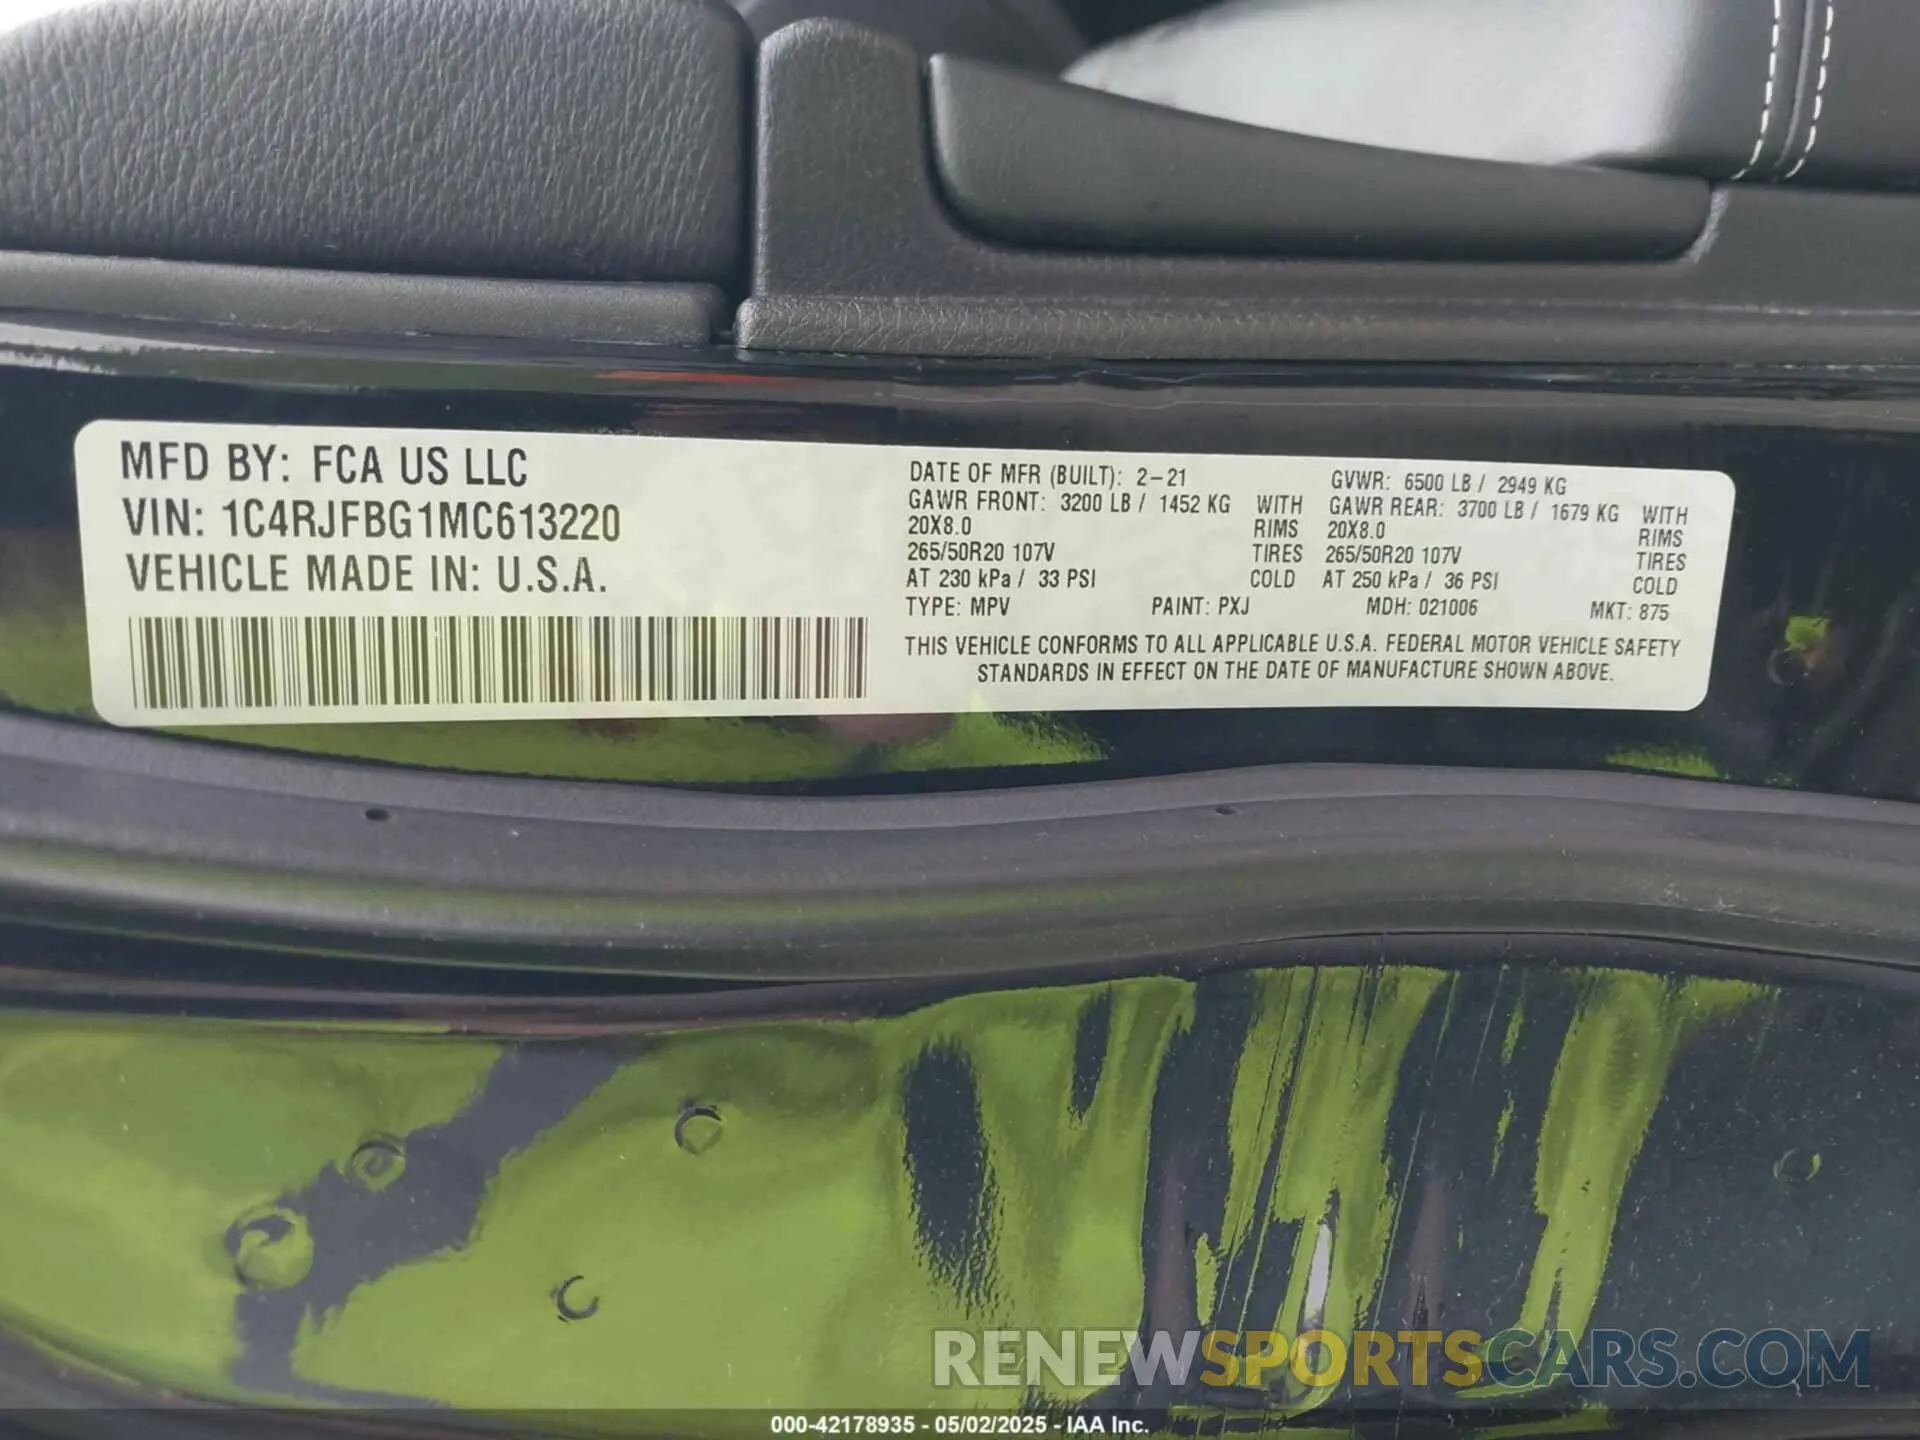 MFD BY: FCA US LLC
VIN: 1C4RJFBG1MC613220
VEHICLE MADE IN: U.S.A.
DATE OF MFR (BUILT): 2-21
GAWR FRONT: 3200 LB / 1452 KG WITH
20X8.0 RIMS
265/50R20 107V TIRES
AT 230 kPa / 33 PSI COLD
GVWR: 6500 LB / 2949 KG
GAWR REAR: 3700 LB / 1679 KG WITH
20X8.0 RIMS
265/50R20 107V TIRES
AT 250 kPa / 36 PSI COLD
TYPE: MPV PAINT: PXJ MDH: 021006 MKT: 875
THIS VEHICLE CONFORMS TO ALL APPLICABLE U.S.A. FEDERAL MOTOR VEHICLE SAFETY
STANDARDS IN EFFECT ON THE DATE OF MANUFACTURE SHOWN ABOVE.
RENEWSPORTSCARS.COM
000-42178935 - 05/02/2025 - IAA Inc.